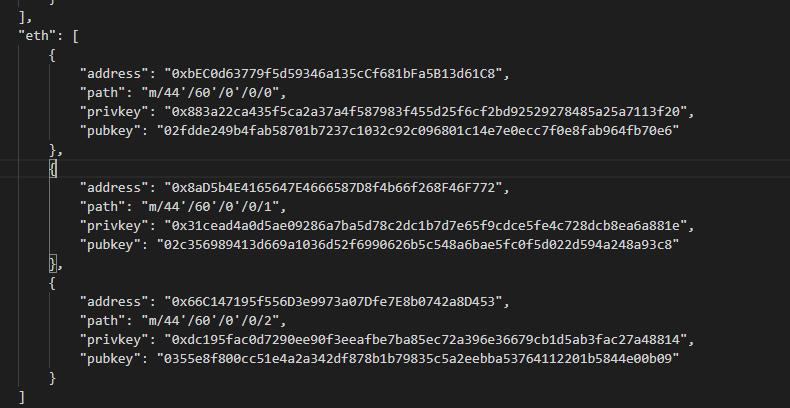 }
],
"eth": [
{
"address": "0xbEC0d63779f5d59346a135cCf681bFa5B13d61C8",
"path": "m/44'/60'/0'/0/0",
"privkey": "0x883a22ca435f5ca2a37a4f587983f455d25f6cf2bd92529278485a25a7113f20",
"pubkey": "02fdde249b4fab58701b7237c1032c92c096801c14e7e0ecc7f0e8fab964fb70e6"
},
{
"address": "0x8aD5b4E4165647E4666587D8f4b66f268F46F772",
"path": "m/44'/60'/0'/0/1",
"privkey": "0x31cead4a0d5ae09286a7ba5d78c2dc1b7d7e65f9cdce5fe4c728dcb8ea6a881e",
"pubkey": "02c356989413d669a1036d52f6990626b5c548a6bae5fc0f5d022d594a248a93c8"
},
{
"address": "0x66C147195f556D3e9973a07Dfe7E8b0742a8D453",
"path": "m/44'/60'/0'/0/2",
"privkey": "0xdc195fac0d7290ee90f3eeafbe7ba85ec72a396e36679cb1d5ab3fac27a48814",
"pubkey": "0355e8f800cc51e4a2a342df878b1b79835c5a2eebba53764112201b5844e00b09"
}
]